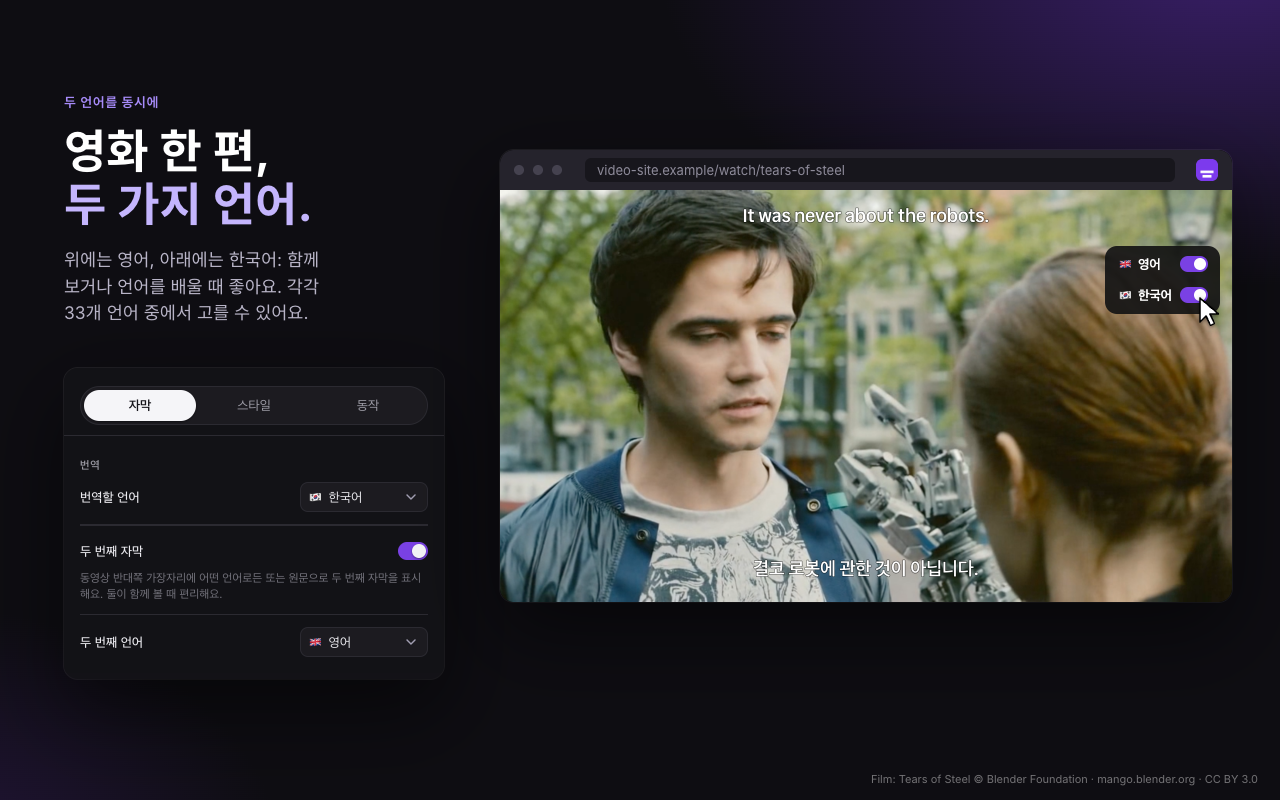 두 언어를 동시에
영화 한 편,
두 가지 언어.
위에는 영어, 아래에는 한국어: 함께
보거나 언어를 배울 때 좋아요. 각각
33개 언어 중에서 고를 수 있어요.
자막 스타일 동작
번역
번역할 언어 한국어
두 번째 자막
동영상 반대쪽 가장자리에 어떤 언어로든 또는 원문으로 두 번째 자막을 표시
해요. 둘이 함께 볼 때 편리해요.
두 번째 언어 영어
video-site.example/watch/tears-of-steel
It was never about the robots.
영어
한국어
결코 로봇에 관한 것이 아닙니다.
Film: Tears of Steel © Blender Foundation · mango.blender.org · CC BY 3.0